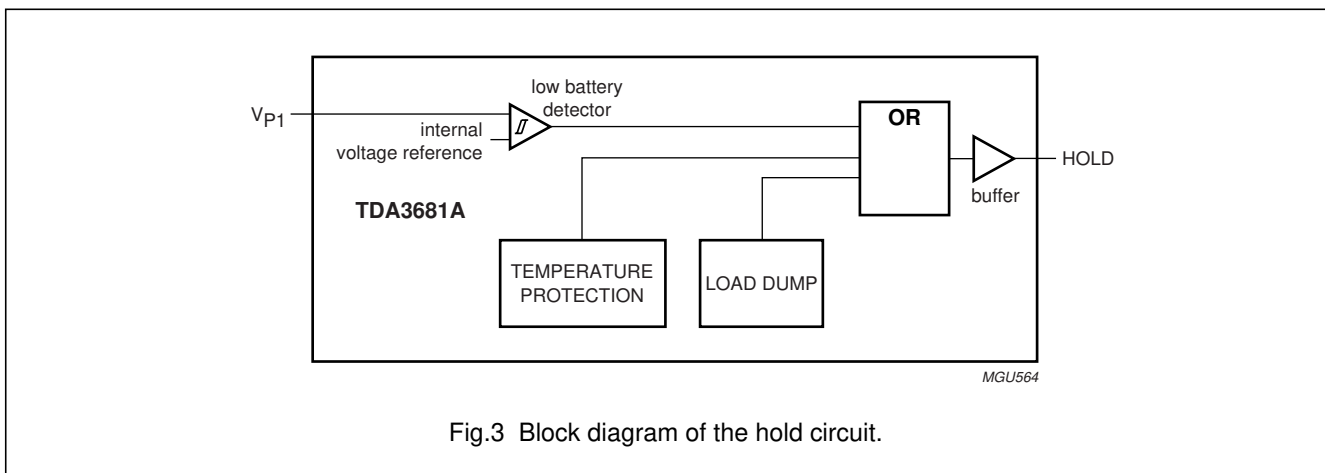 low battery
detector
VP1
internal
voltage reference
OR
HOLD
buffer
TDA3681A
TEMPERATURE
PROTECTION
LOAD DUMP
MGU564
Fig.3 Block diagram of the hold circuit.